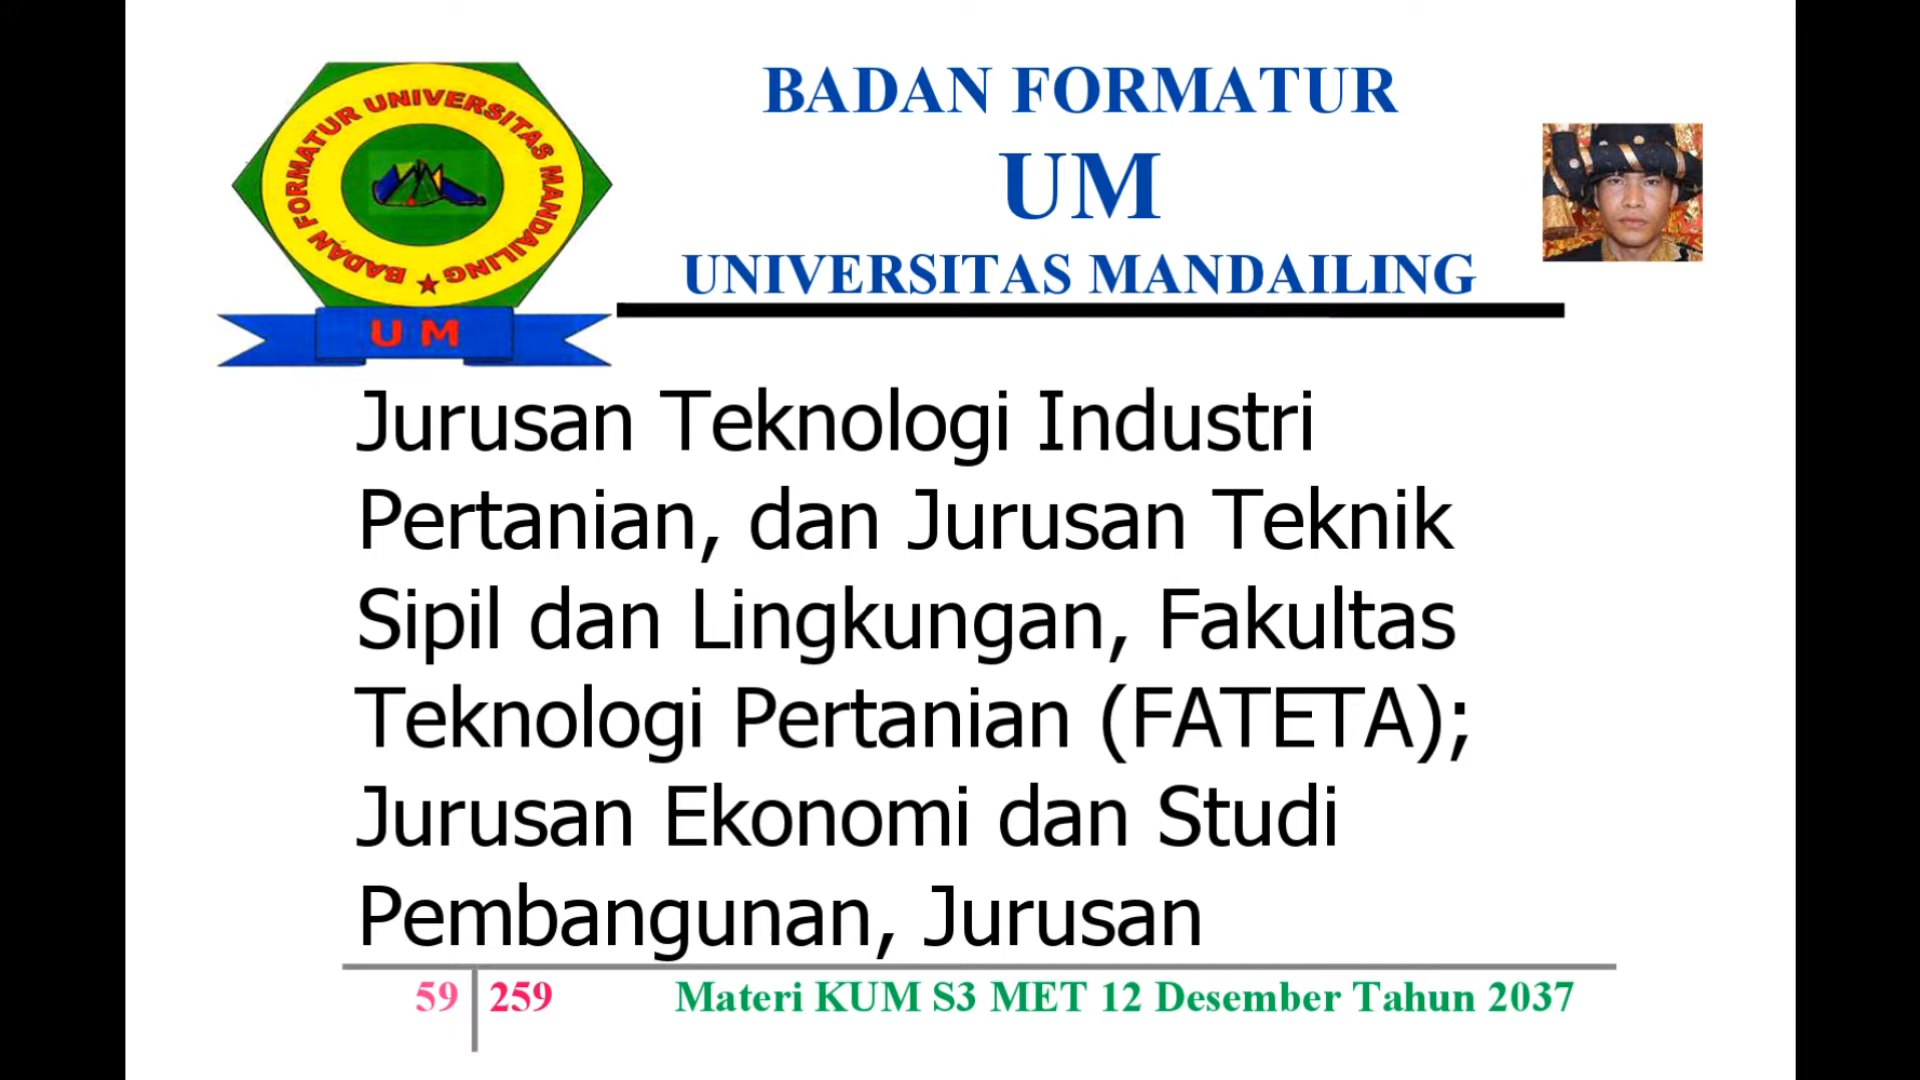 BADAN FORMATUR UNIVERSITAS MANDAILING
U M
BADAN FORMATUR
UM
UNIVERSITAS MANDAILING
Jurusan Teknologi Industri
Pertanian, dan Jurusan Teknik
Sipil dan Lingkungan, Fakultas
Teknologi Pertanian (FATETA);
Jurusan Ekonomi dan Studi
Pembangunan, Jurusan
59 259 Materi KUM S3 MET 12 Desember Tahun 2037